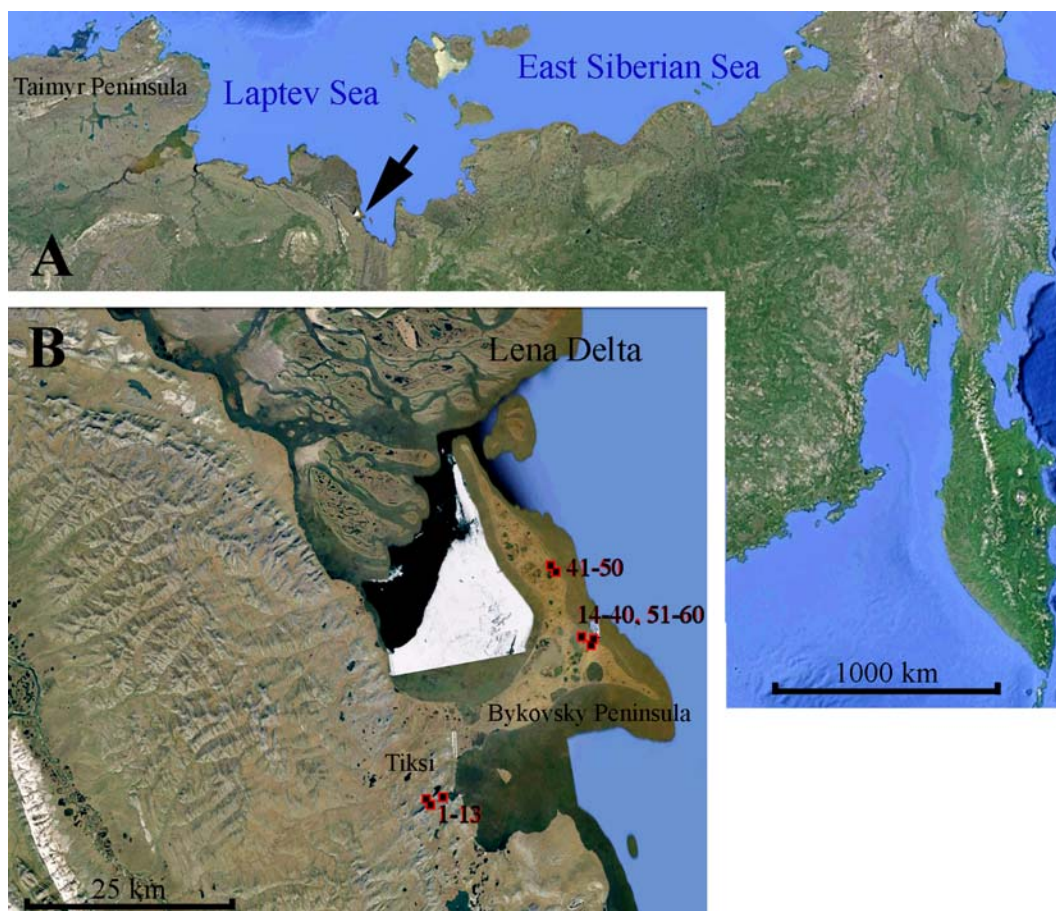 Taimyr Peninsula
Laptev Sea
East Siberian Sea
A
B
Lena Delta
41-50
14-40, 51-60
1000 km
Bykovsky Peninsula
Tiksi
1-13
25 km